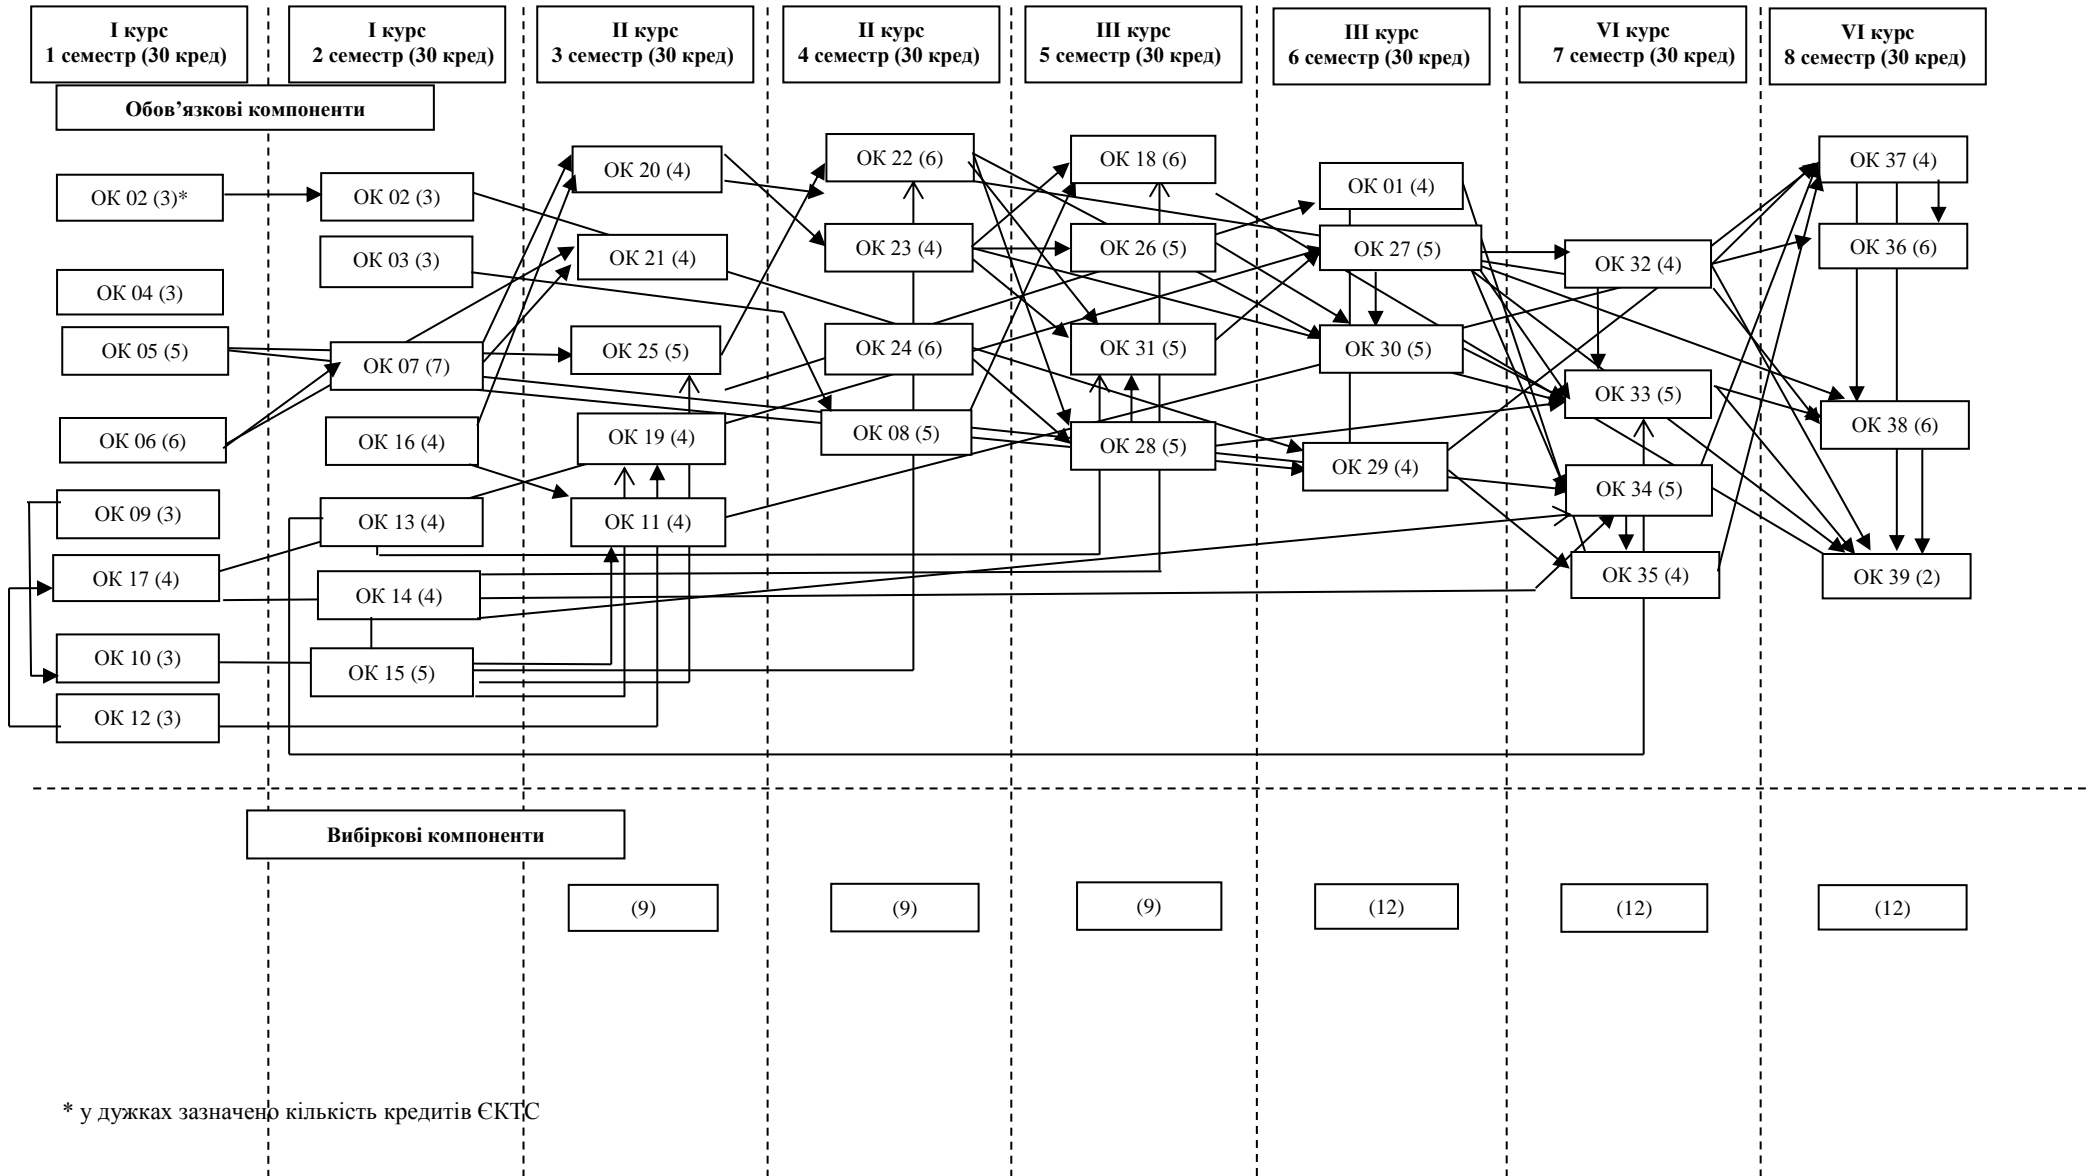 І курс
1 семестр (30 кред)
І курс
2 семестр (30 кред)
ІІ курс
3 семестр (30 кред)
ІІ курс
4 семестр (30 кред)
ІІІ курс
5 семестр (30 кред)
ІІІ курс
6 семестр (30 кред)
VI курс
7 семестр (30 кред)
VI курс
8 семестр (30 кред)
Обов’язкові компоненти
ОК 02 (3)*
ОК 04 (3)
ОК 05 (5)
ОК 06 (6)
ОК 09 (3)
ОК 17 (4)
ОК 10 (3)
ОК 12 (3)
ОК 02 (3)
ОК 03 (3)
ОК 07 (7)
ОК 16 (4)
ОК 13 (4)
ОК 14 (4)
ОК 15 (5)
ОК 20 (4)
ОК 21 (4)
ОК 25 (5)
ОК 19 (4)
ОК 11 (4)
ОК 22 (6)
ОК 23 (4)
ОК 24 (6)
ОК 08 (5)
ОК 18 (6)
ОК 26 (5)
ОК 31 (5)
ОК 28 (5)
ОК 01 (4)
ОК 27 (5)
ОК 30 (5)
ОК 29 (4)
ОК 32 (4)
ОК 33 (5)
ОК 34 (5)
ОК 35 (4)
ОК 37 (4)
ОК 36 (6)
ОК 38 (6)
ОК 39 (2)
Вибіркові компоненти
(9)
(9)
(9)
(12)
(12)
(12)
* у дужках зазначено кількість кредитів ЄКТС